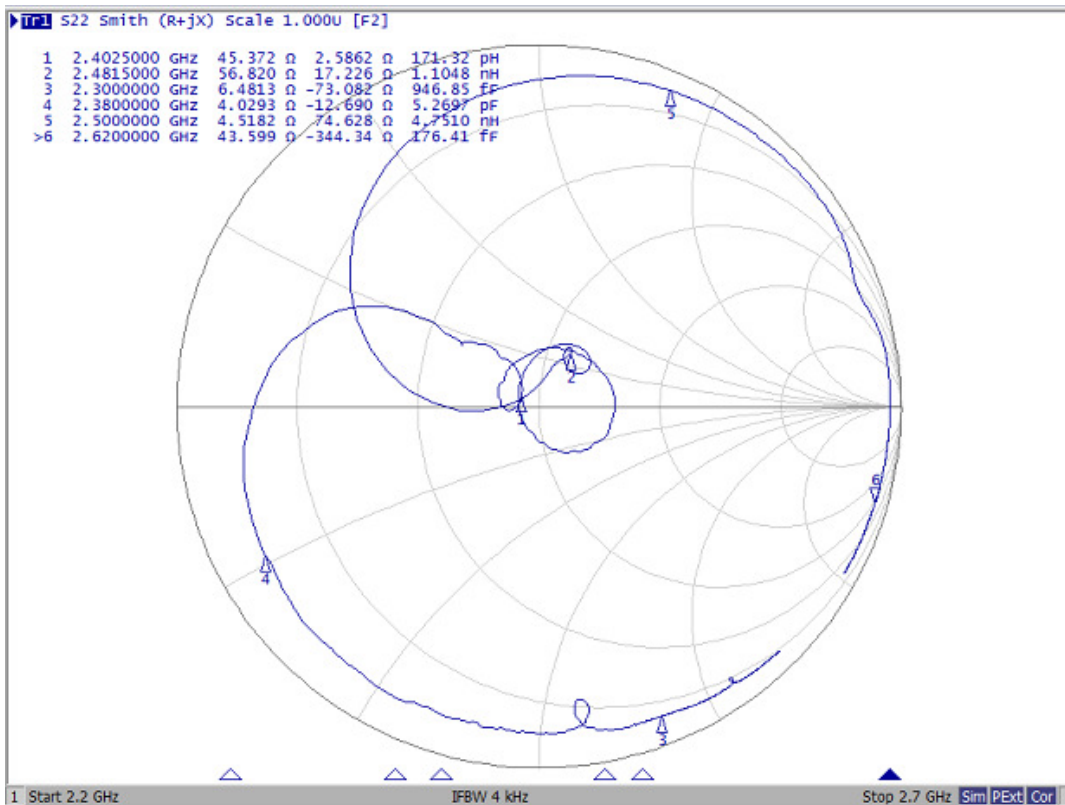 Tr1 S22 Smith (R+jX) Scale 1.000U [F2]
1 2.4025000 GHz 45.372 Ω 2.5862 Ω 171.32 pH
2 2.4815000 GHz 56.820 Ω 17.226 Ω 1.1048 nH
3 2.3000000 GHz 6.4813 Ω -73.082 Ω 946.85 fF
4 2.3800000 GHz 4.0293 Ω -12.690 Ω 5.2697 pF
5 2.5000000 GHz 4.5182 Ω 74.628 Ω 4.7510 nH
>6 2.6200000 GHz 43.599 Ω -344.34 Ω 176.41 fF
5
2
1
6
4
3
1 Start 2.2 GHz IFBW 4 kHz Stop 2.7 GHz Sim PExt Cor